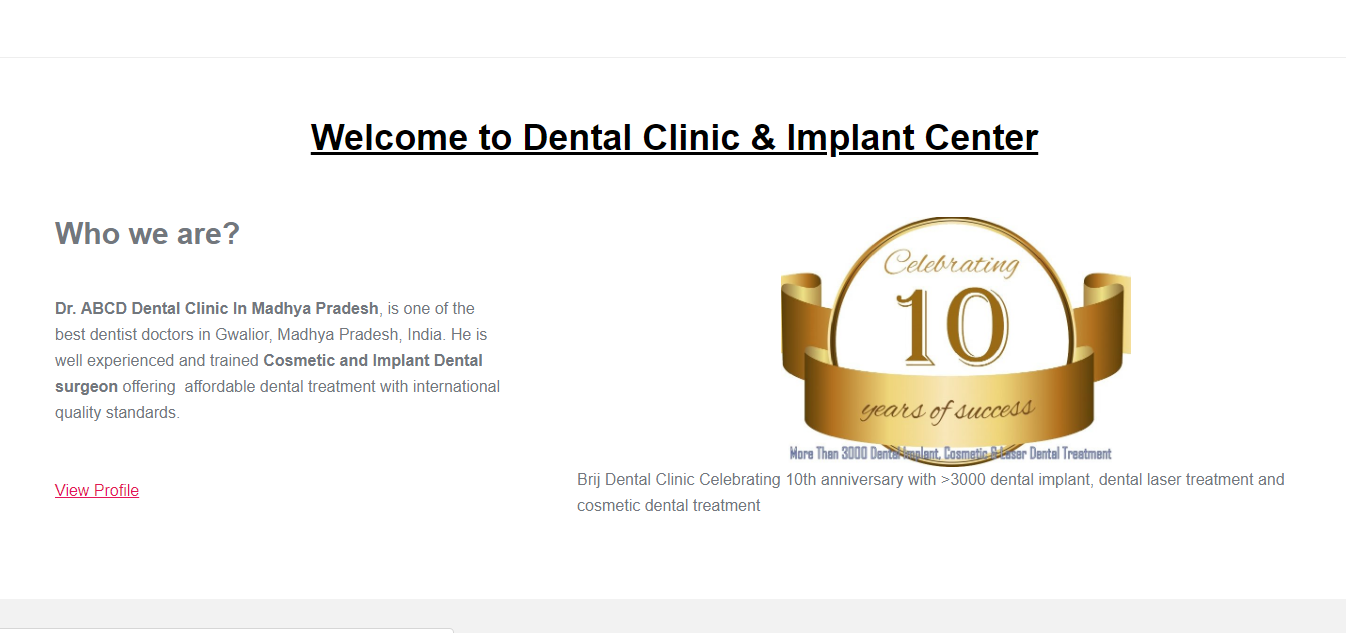 Welcome to Dental Clinic & Implant Center
Who we are?
Dr. ABCD Dental Clinic In Madhya Pradesh, is one of the
best dentist doctors in Gwalior, Madhya Pradesh, India. He is
well experienced and trained Cosmetic and Implant Dental
surgeon offering  affordable dental treatment with international
quality standards.
View Profile
Celebrating
10
years of success
More Than 3000 Dental Implant, Cosmetic & Laser Dental Treatment
Brij Dental Clinic Celebrating 10th anniversary with >3000 dental implant, dental laser treatment and
cosmetic dental treatment